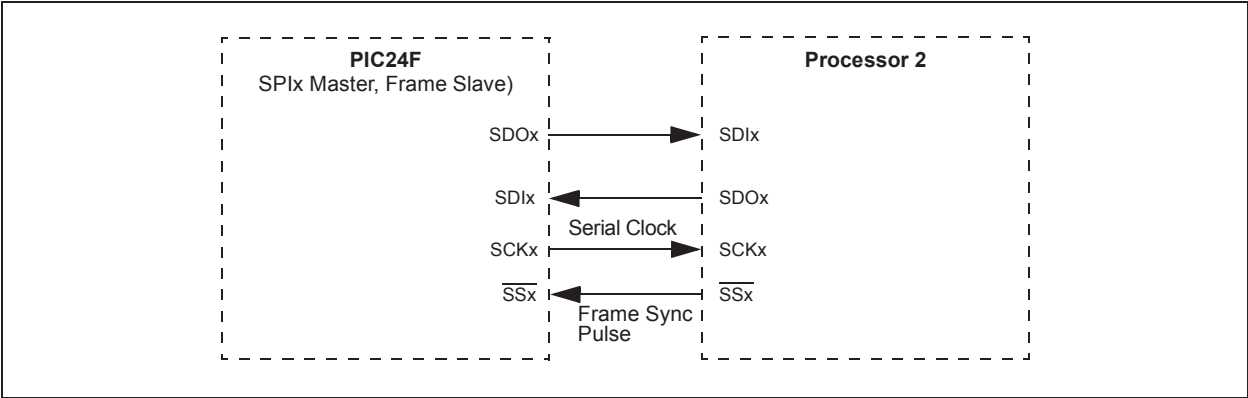 PIC24F
SPIx Master, Frame Slave)
Processor 2
SDOx
SDIx
SDIx
SDOx
Serial Clock
SCKx
SCKx
SSx
SSx
Frame Sync
Pulse